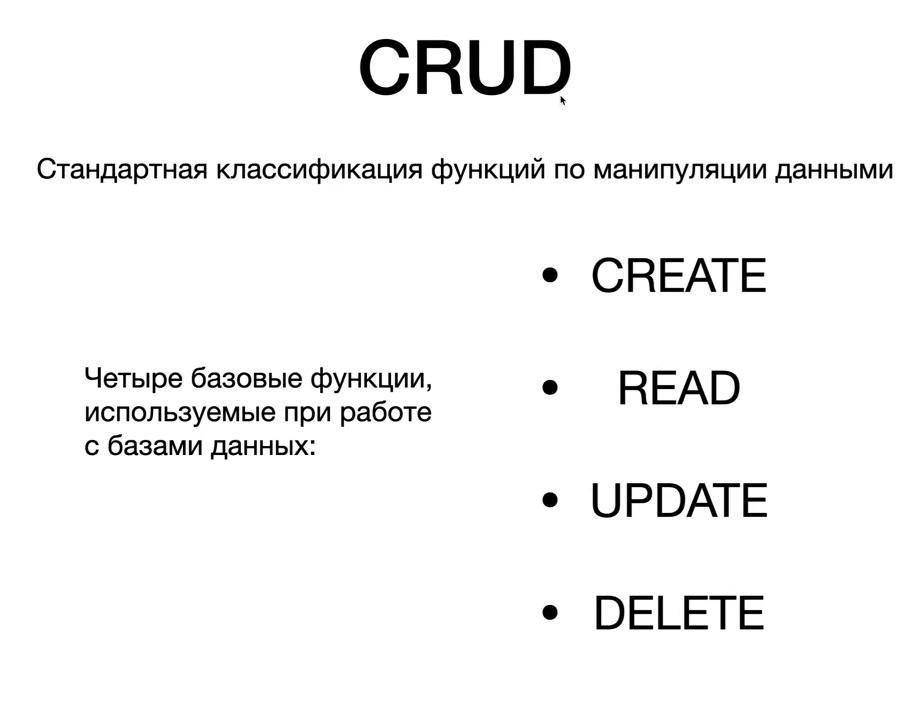 CRUD
Стандартная классификация функций по манипуляции данными
Четыре базовые функции,
используемые при работе
с базами данных:
• CREATE
• READ
• UPDATE
• DELETE